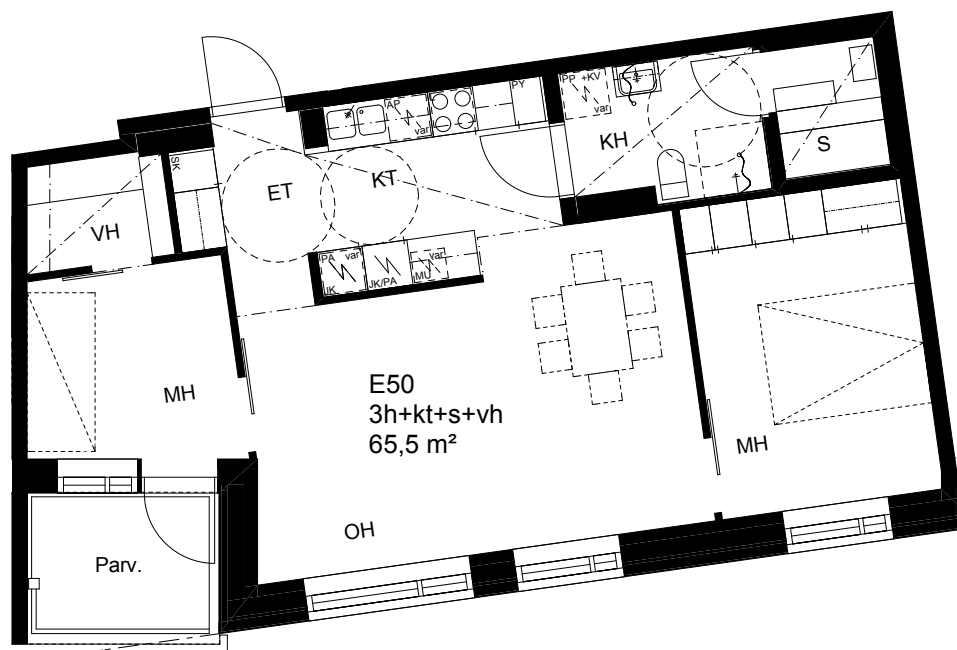 AP
var
PY
PP +KV
var
KH
S
SK
ET
KT
VH
PA var
JK
JK/PA
var
MU
MH
E50
3h+kt+s+vh
65,5 m²
MH
OH
Parv.